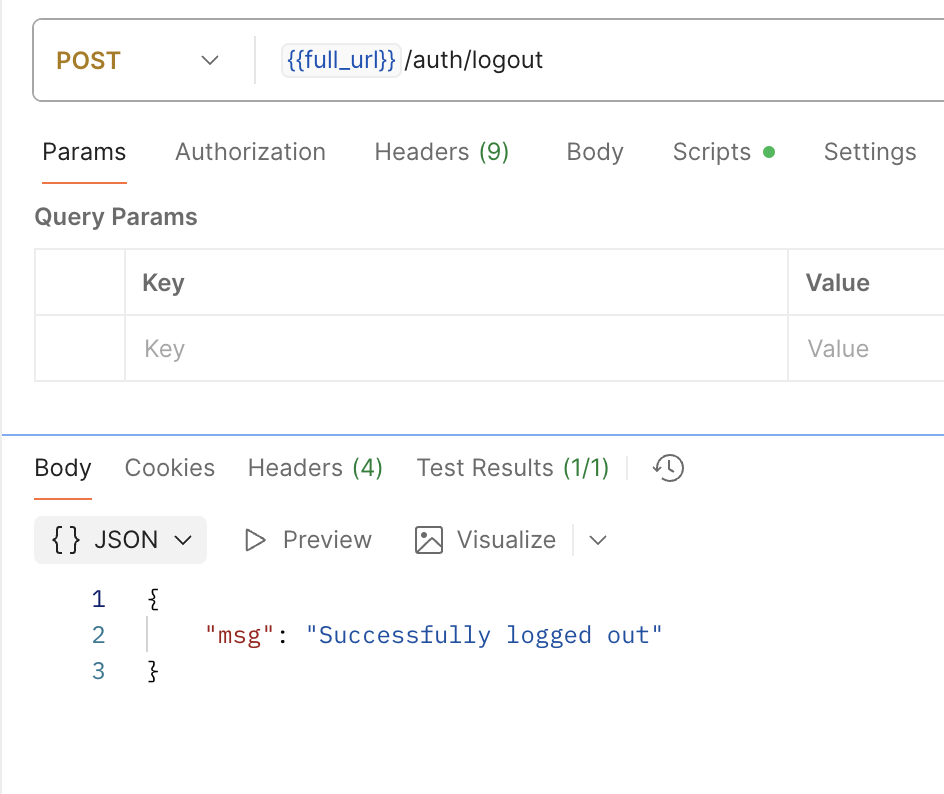 POST {{full_url}}/auth/logout
Params Authorization Headers (9) Body Scripts Settings
Query Params
Key Value
Key Value
Body Cookies Headers (4) Test Results (1/1)
{} JSON Preview Visualize
1 {
2 "msg": "Successfully logged out"
3 }